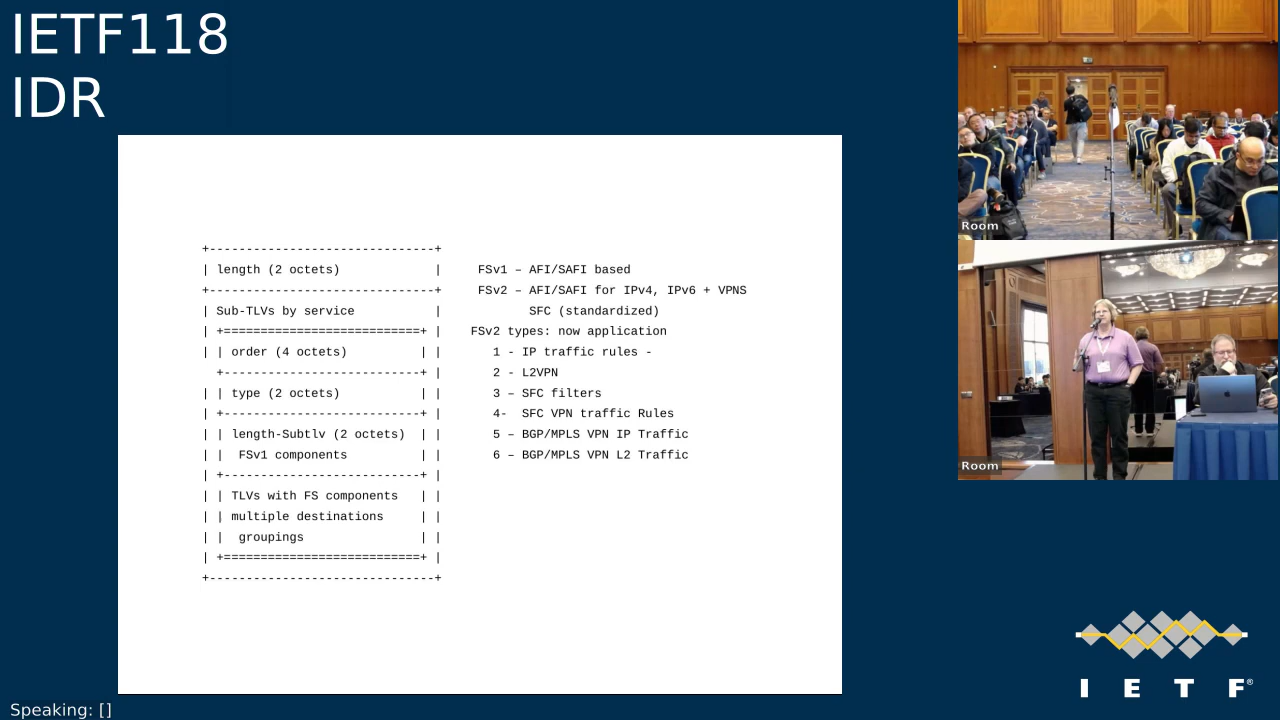 IETF118
IDR
+-----------------------------+
| length (2 octets)             |
+-----------------------------+
| Sub-TLVs by service           |
| +===========================+ |
| | order (4 octets)          | |
+---------------------------+ |
| | type (2 octets)           | |
| +---------------------------+ |
| | length-Subtlv (2 octets)  | |
| |  FSv1 components          | |
| +---------------------------+ |
| | TLVs with FS components   | |
| | multiple destinations     | |
| |  groupings                | |
| +===========================+ |
+-------------------------------+
FSv1 – AFI/SAFI based
FSv2 – AFI/SAFI for IPv4, IPv6 + VPNS
SFC (standardized)
FSv2 types: now application
1 - IP traffic rules -
2 - L2VPN
3 – SFC filters
4-  SFC VPN traffic Rules
5 – BGP/MPLS VPN IP Traffic
6 – BGP/MPLS VPN L2 Traffic
Room
Room
I E T F®
Speaking: []